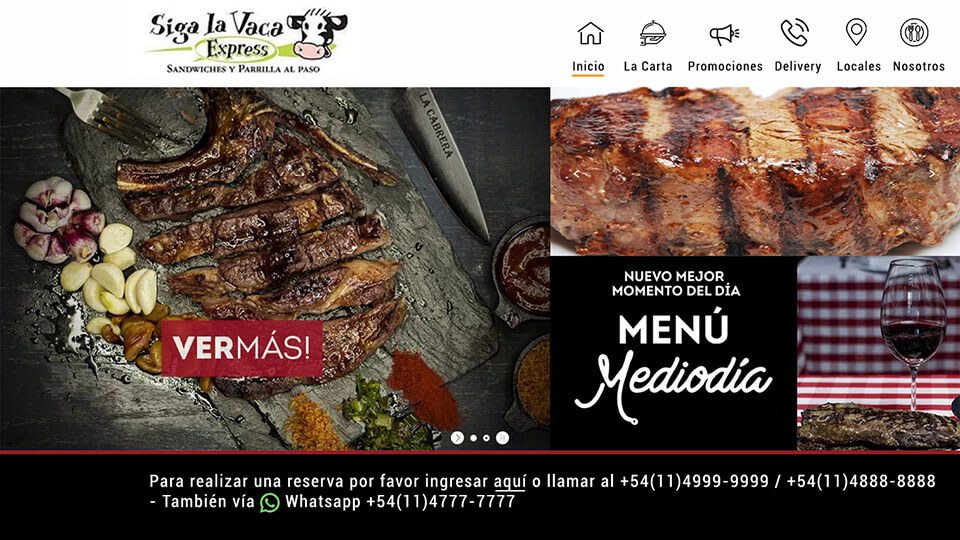 Siga la Vaca
Express
SANDWICHES Y PARRILLA AL PASO
Inicio
La Carta
Promociones
Delivery
Locales
Nosotros
LA CABRERA
VER MÁS!
NUEVO MEJOR
MOMENTO DEL DÍA
MENÚ
Mediodía
Para realizar una reserva por favor ingresar aquí o llamar al +54(11)4999-9999 / +54(11)4888-8888
- También vía Whatsapp +54(11)4777-7777